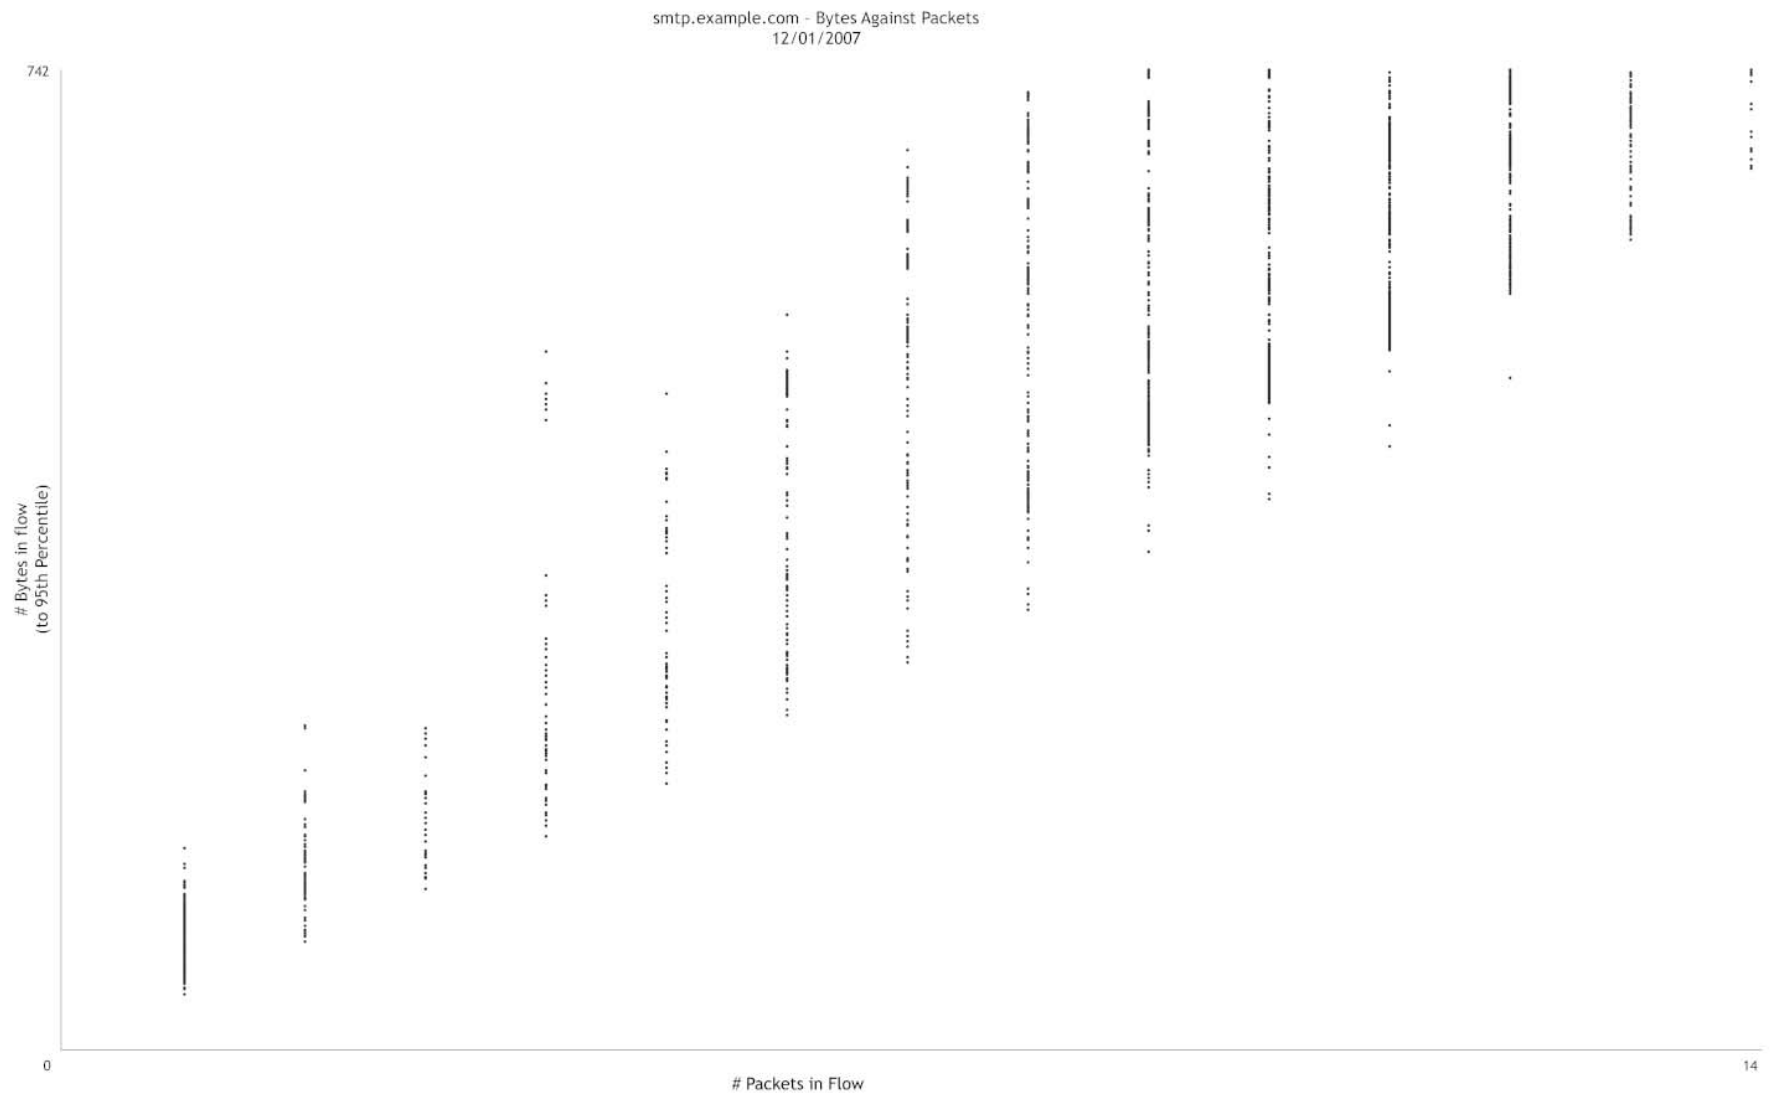 smtp.example.com - Bytes Against Packets
12/01/2007
742
# Bytes in flow
(to 95th Percentile)
0
14
# Packets in Flow